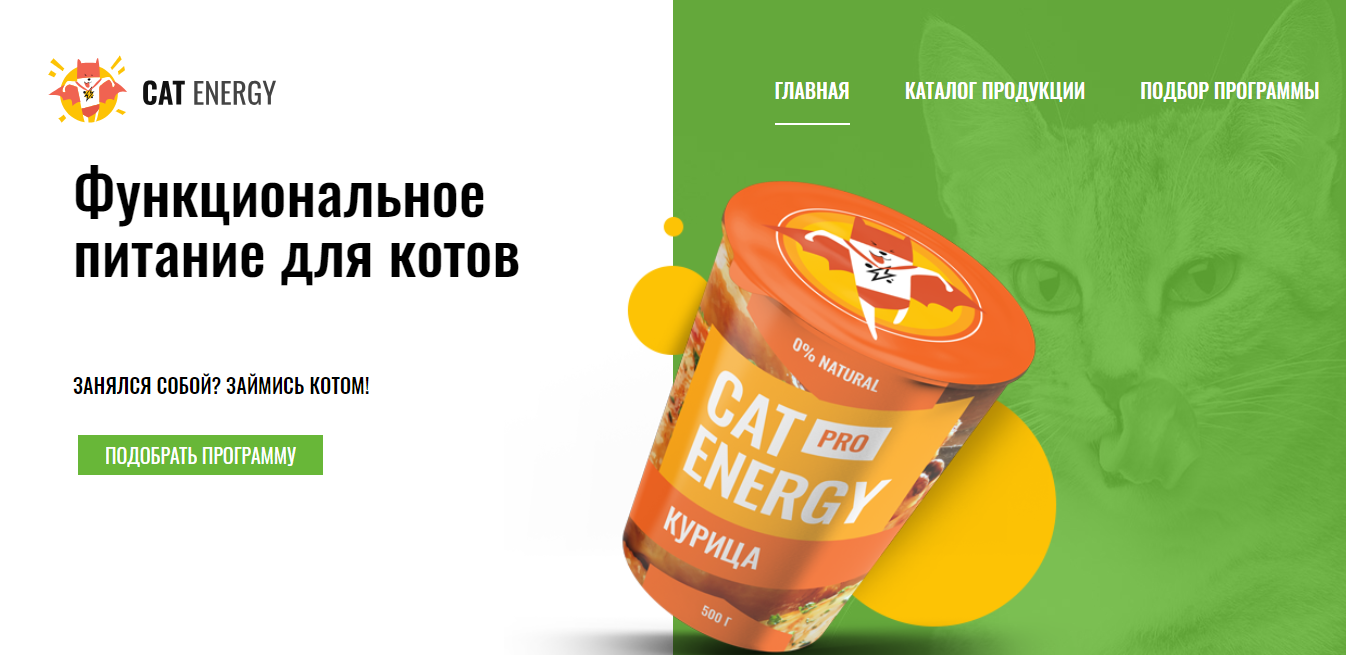 CAT ENERGY
ГЛАВНАЯ
КАТАЛОГ ПРОДУКЦИИ
ПОДБОР ПРОГРАММЫ
Функциональное
питание для котов
ЗАНЯЛСЯ СОБОЙ? ЗАЙМИСЬ КОТОМ!
ПОДОБРАТЬ ПРОГРАММУ
0% NATURAL
CAT PRO
ENERGY
КУРИЦА
500 Г